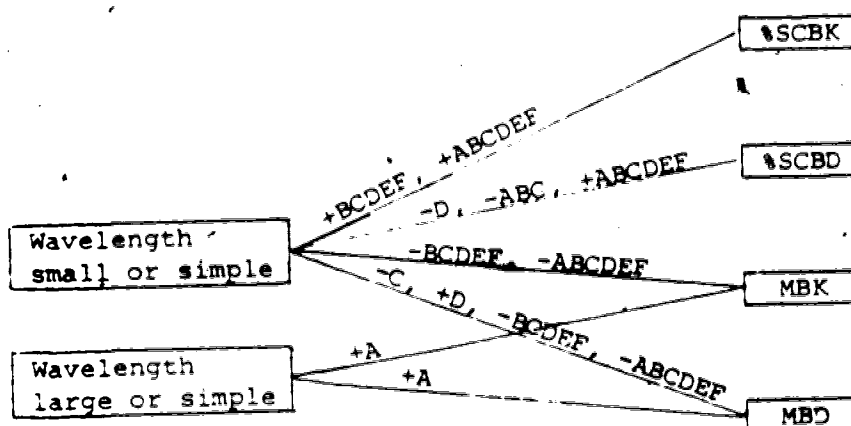 %SCBK
+BCDEF, +ABCDEF
%SCBD
-D, -ABC, +ABCDEF
Wavelength
small or simple
-BCDEF, -ABCDEF
MBK
-C, +D, -BCDEF, -ABCDEF
+A
Wavelength
large or simple
+A
MBD